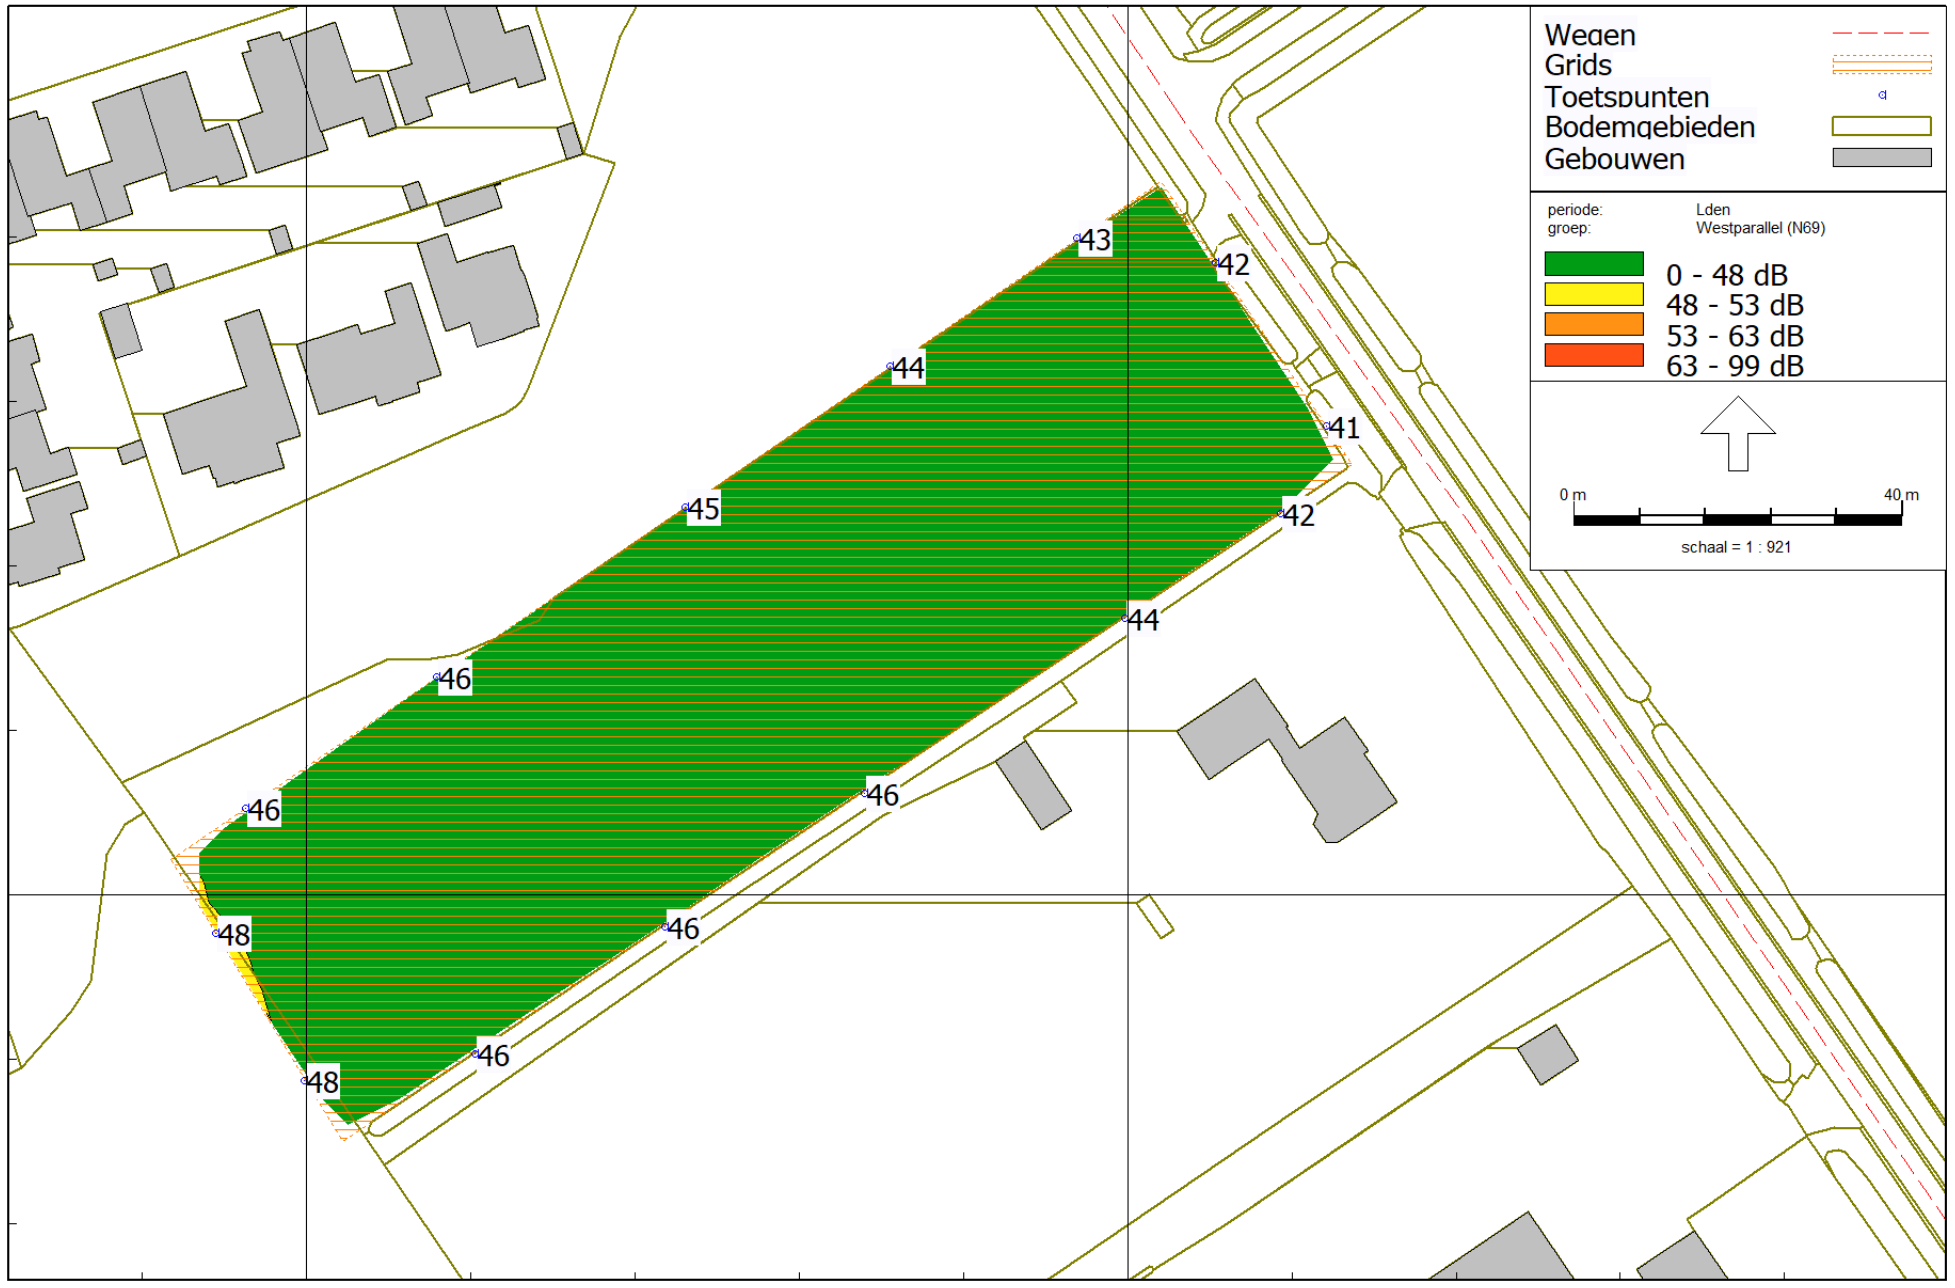 Wegen
Grids
Toetspunten
Bodemgebieden
Gebouwen
periode: Lden
groep: Westparallel (N69)
0 - 48 dB
48 - 53 dB
53 - 63 dB
63 - 99 dB
0 m 40 m
schaal = 1 : 921
43
42
44
41
45
42
44
46
46
46
46
48
46
48